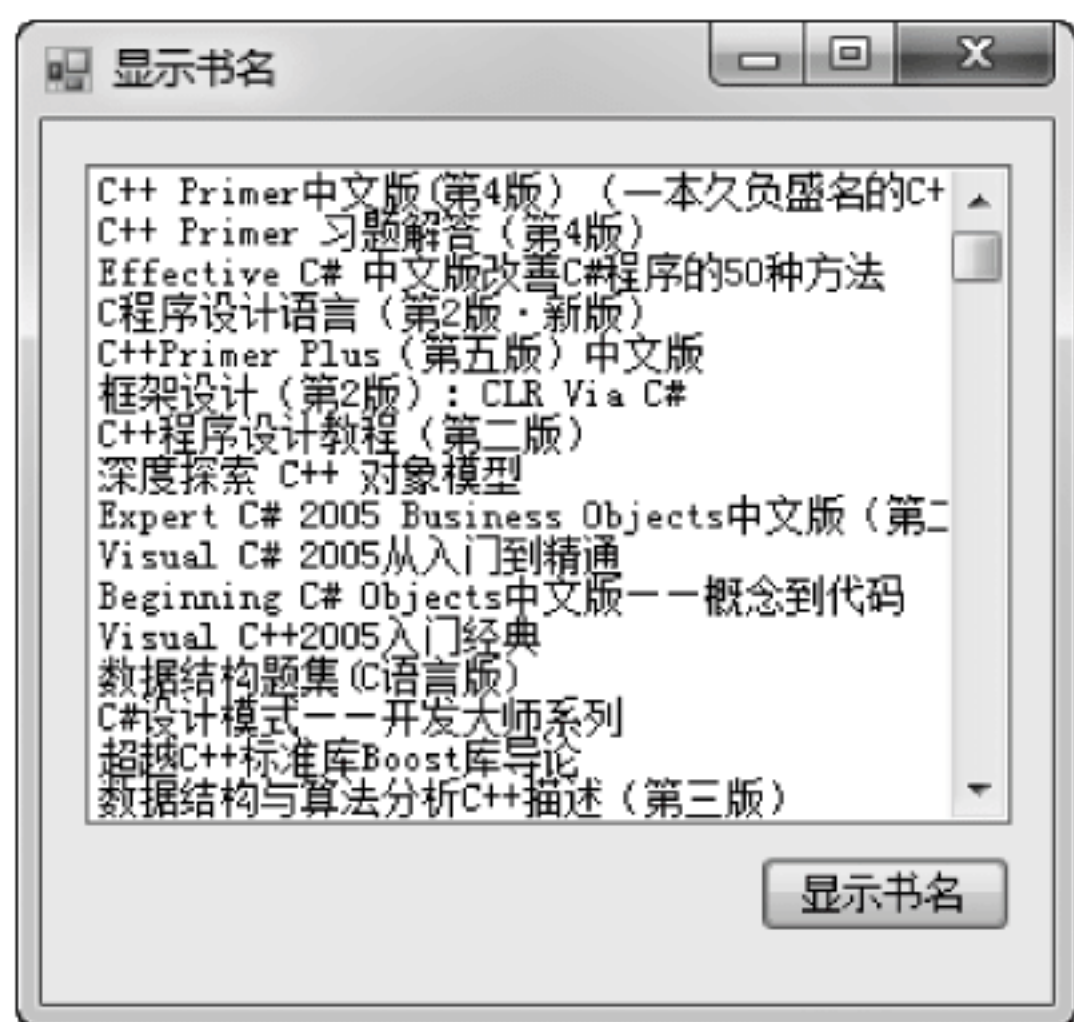 显示书名
C++ Primer中文版(第4版)（一本久负盛名的C+
C++ Primer 习题解答（第4版）
Effective C# 中文版改善C#程序的50种方法
C程序设计语言（第2版·新版）
C++Primer Plus（第五版）中文版
框架设计（第2版）: CLR Via C#
C++程序设计教程（第二版）
深度探索 C++ 对象模型
Expert C# 2005 Business Objects中文版（第二
Visual C# 2005从入门到精通
Beginning C# Objects中文版——概念到代码
Visual C++2005入门经典
数据结构题集(C语言版)
C#设计模式——开发大师系列
超越C++标准库Boost库导论
数据结构与算法分析C++描述（第三版）
显示书名